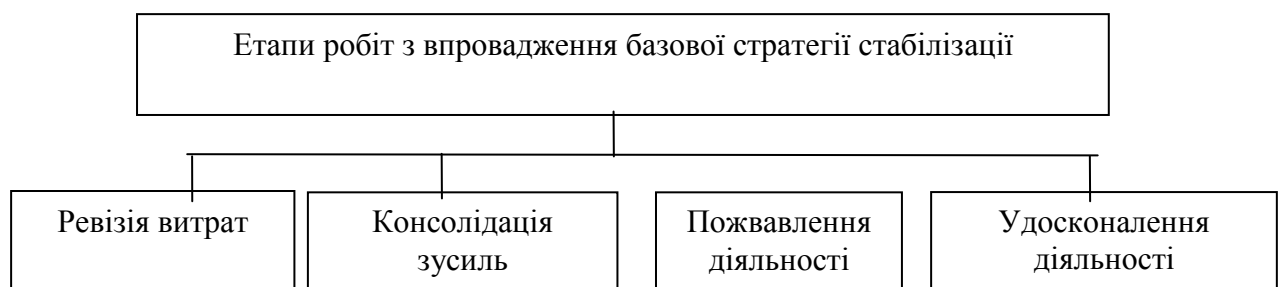 Етапи робіт з впровадження базової стратегії стабілізації
Ревізія витрат
Консолідація
зусиль
Пожвавлення
діяльності
Удосконалення
діяльності